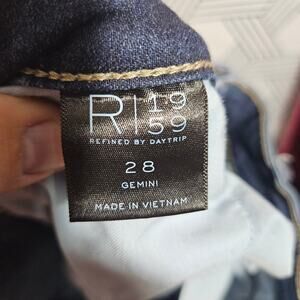 R|19
59
REFINED BY DAYTRIP
28
GEMINI
MADE IN VIETNAM